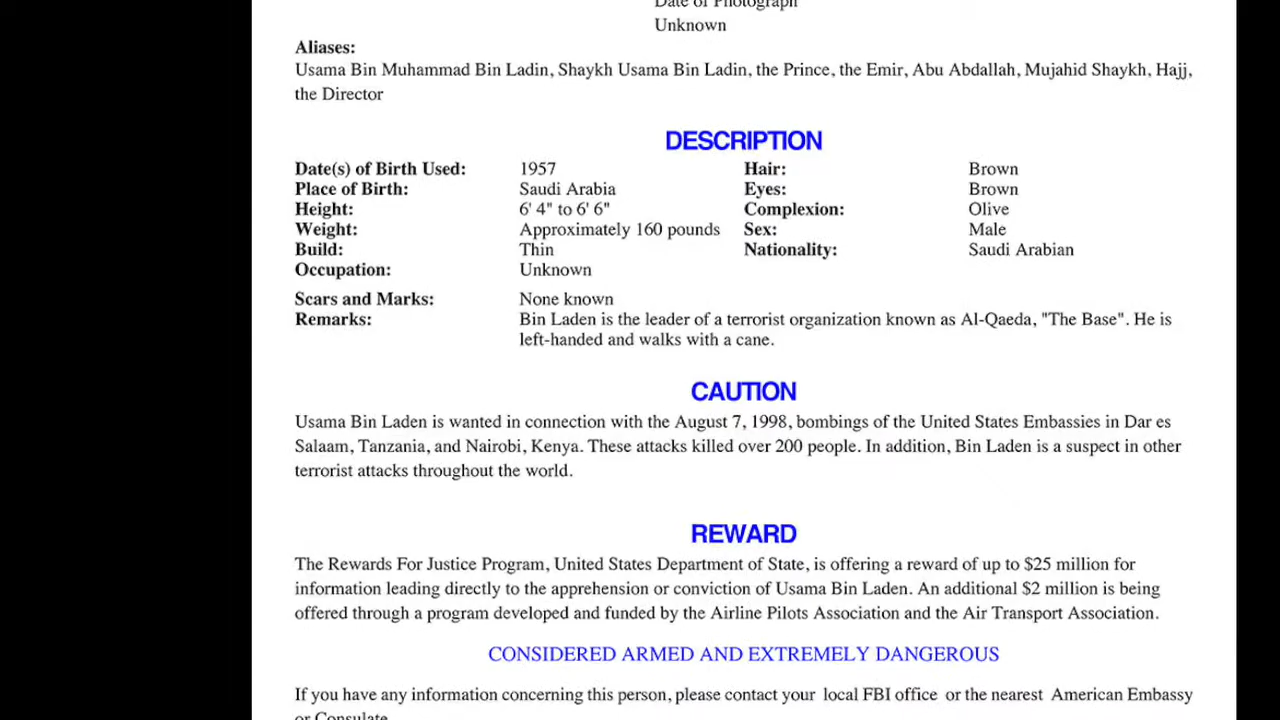 Date of Photograph
Unknown
Aliases:
Usama Bin Muhammad Bin Ladin, Shaykh Usama Bin Ladin, the Prince, the Emir, Abu Abdallah, Mujahid Shaykh, Hajj,
the Director
DESCRIPTION
Date(s) of Birth Used: 1957 Hair: Brown
Place of Birth: Saudi Arabia Eyes: Brown
Height: 6' 4" to 6' 6" Complexion: Olive
Weight: Approximately 160 pounds Sex: Male
Build: Thin Nationality: Saudi Arabian
Occupation: Unknown
Scars and Marks: None known
Remarks: Bin Laden is the leader of a terrorist organization known as Al-Qaeda, "The Base". He is
left-handed and walks with a cane.
CAUTION
Usama Bin Laden is wanted in connection with the August 7, 1998, bombings of the United States Embassies in Dar es
Salaam, Tanzania, and Nairobi, Kenya. These attacks killed over 200 people. In addition, Bin Laden is a suspect in other
terrorist attacks throughout the world.
REWARD
The Rewards For Justice Program, United States Department of State, is offering a reward of up to $25 million for
information leading directly to the apprehension or conviction of Usama Bin Laden. An additional $2 million is being
offered through a program developed and funded by the Airline Pilots Association and the Air Transport Association.
CONSIDERED ARMED AND EXTREMELY DANGEROUS
If you have any information concerning this person, please contact your local FBI office or the nearest American Embassy
or Consulate.